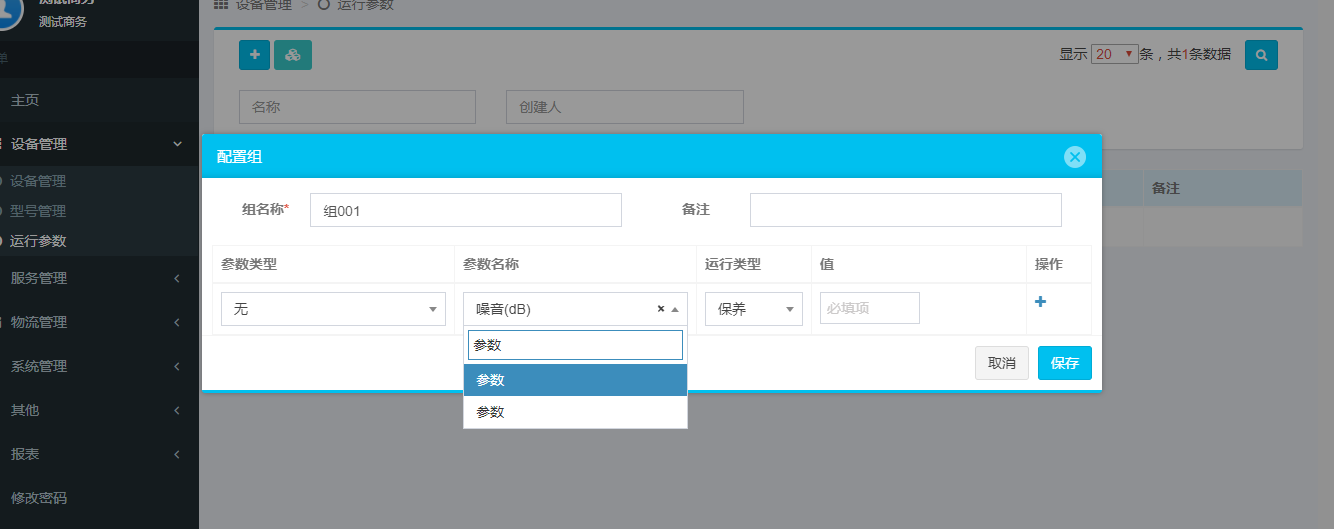 测试商务
测试商务
单
主页
设备管理
设备管理
型号管理
运行参数
服务管理
物流管理
系统管理
其他
报表
修改密码
设备管理 > 运行参数
显示 20 条，共1条数据
名称 创建人
备注
配置组
组名称* 组001 备注
参数类型 参数名称 运行类型 值 操作
无 噪音(dB) × 保养 必填项
参数
参数
参数
取消 保存